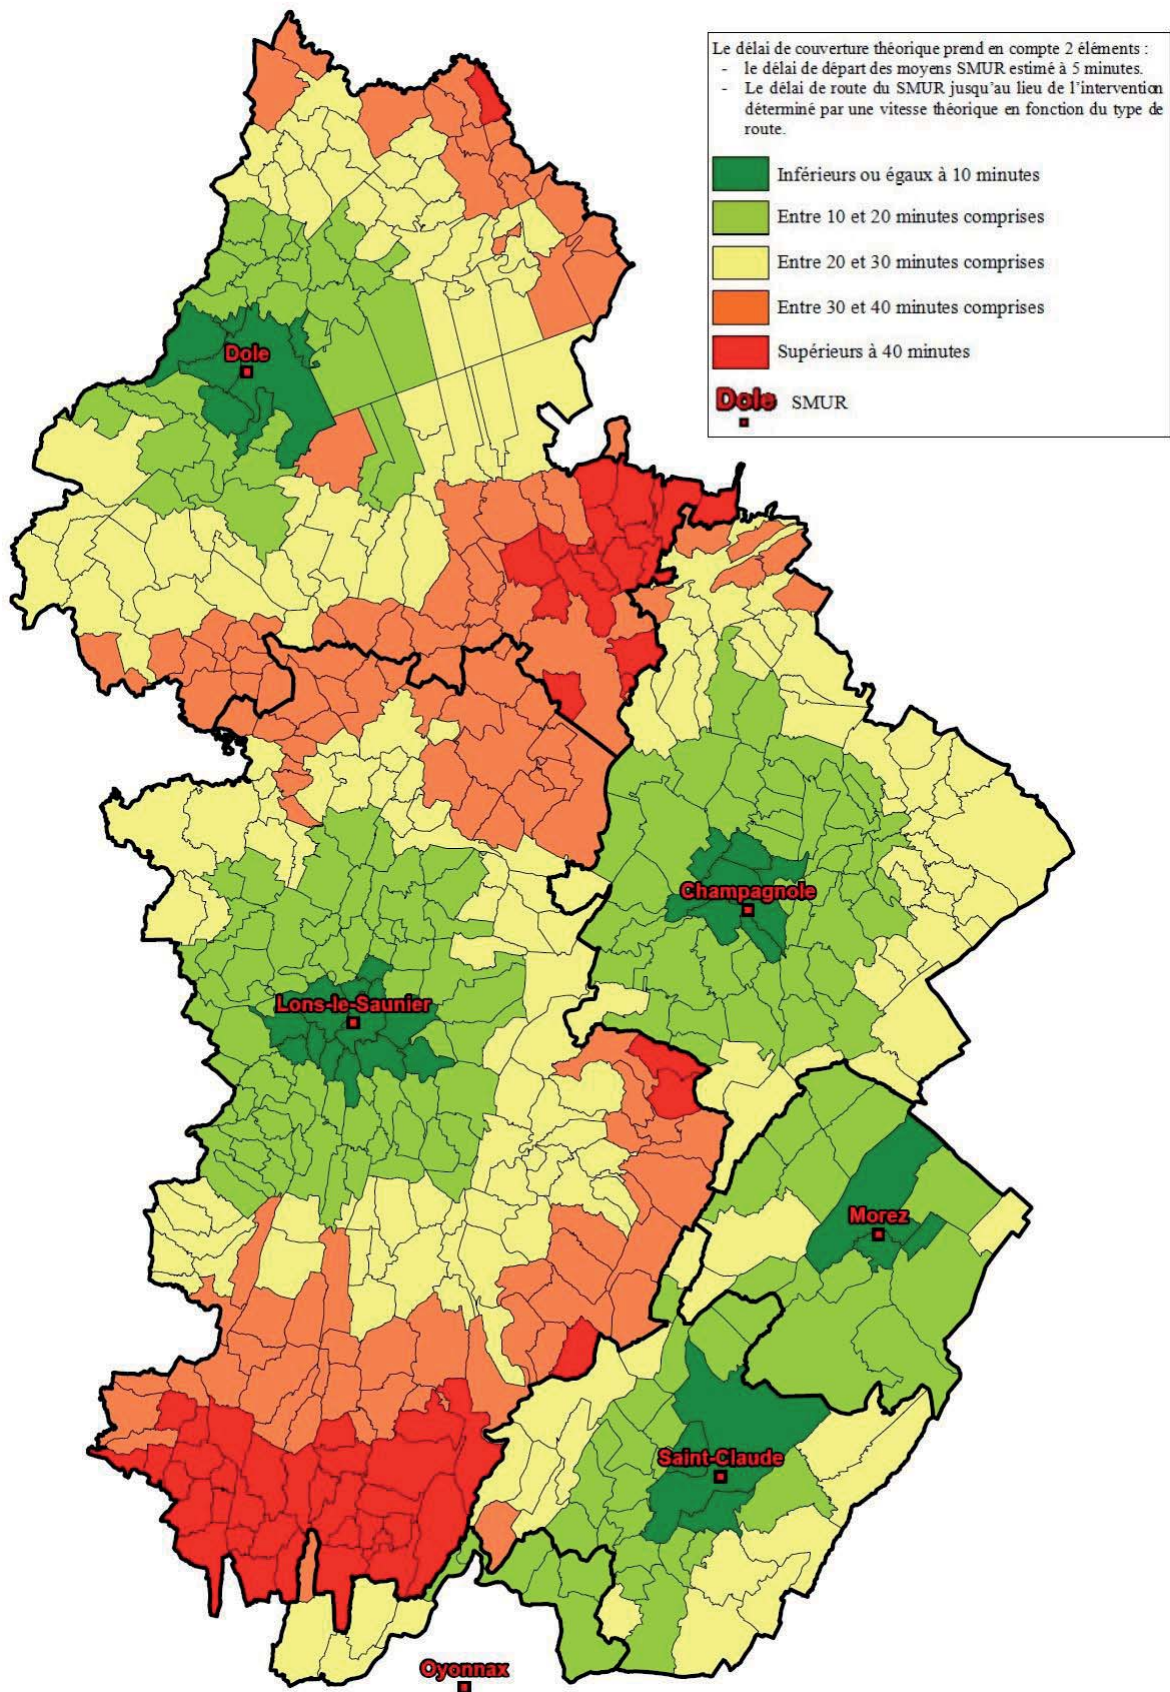 Le délai de couverture théorique prend en compte 2 éléments :
- le délai de départ des moyens SMUR estimé à 5 minutes.
- Le délai de route du SMUR jusqu'au lieu de l'intervention
déterminé par une vitesse théorique en fonction du type de
route.
Inférieurs ou égaux à 10 minutes
Entre 10 et 20 minutes comprises
Entre 20 et 30 minutes comprises
Entre 30 et 40 minutes comprises
Supérieurs à 40 minutes
Dole SMUR
Dole
Champagnole
Lons-le-Saunier
Morez
Saint-Claude
Oyonnax